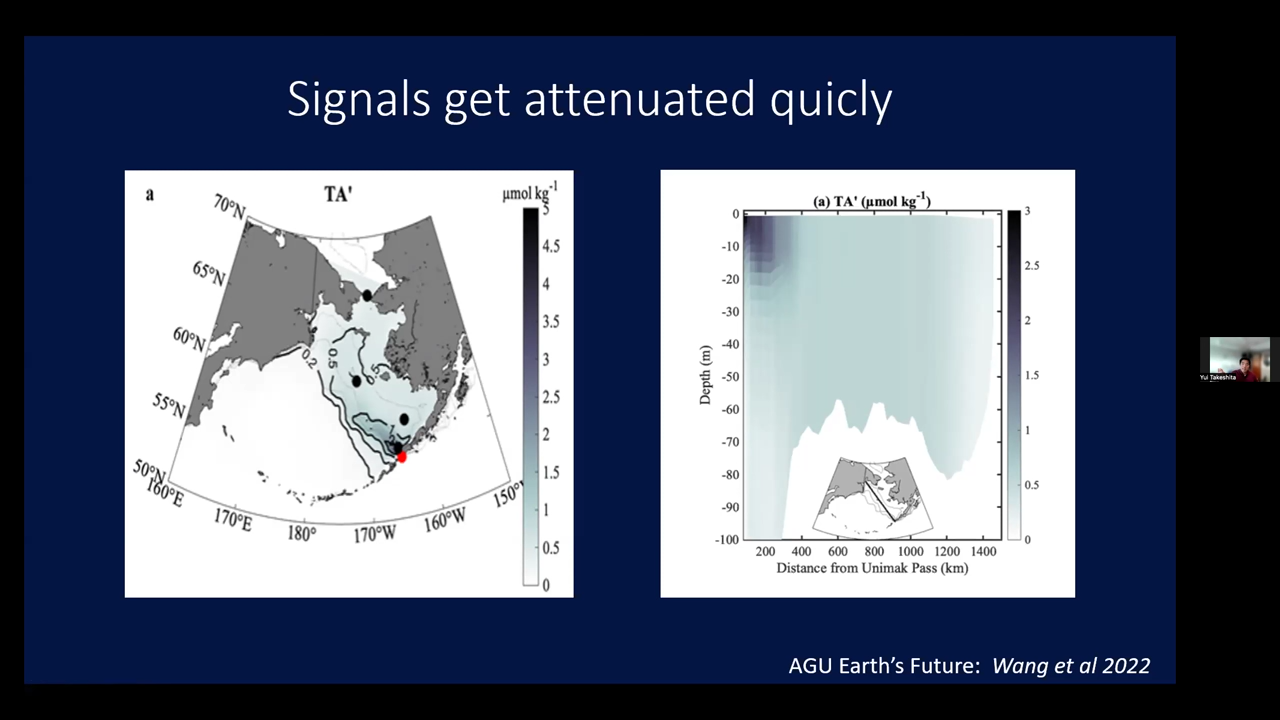 Signals get attenuated quicly
a
TA'
µmol kg-1
70°N
65°N
60°N
55°N
50°N
160°E
170°E
180°
170°W
160°W
150°
0.2
0.5
5
4.5
4
3.5
3
2.5
2
1.5
1
0.5
0
(a) TA' (µmol kg-1)
Depth (m)
0
-10
-20
-30
-40
-50
-60
-70
-80
-90
-100
200 400 600 800 1000 1200 1400
Distance from Unimak Pass (km)
3
2.5
2
1.5
1
0.5
0
AGU Earth's Future: Wang et al 2022
Yui Takeshita